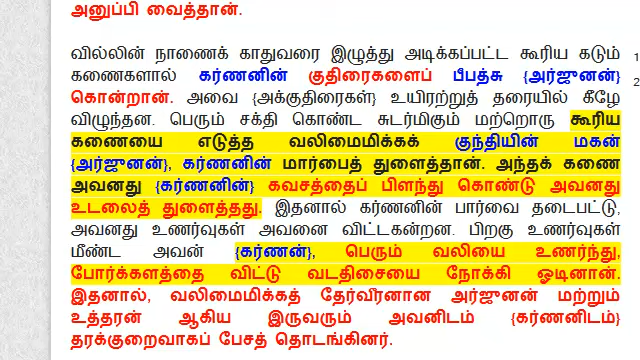 அனுப்பி வைத்தான்.
வில்லின் நாணைக் காதுவரை இழுத்து அடிக்கப்பட்ட கூரிய கடும்
கணைகளால் கர்ணனின் குதிரைகளைப் பீபத்சு {அர்ஜுனன்}
கொன்றான். அவை {அக்குதிரைகள்} உயிரற்றுத் தரையில் கீழே
விழுந்தன. பெரும் சக்தி கொண்ட சுடர்மிகும் மற்றொரு கூரிய
கணையை எடுத்த வலிமைமிக்கக் குந்தியின் மகன்
{அர்ஜுனன்}, கர்ணனின் மார்பைத் துளைத்தான். அந்தக் கணை
அவனது {கர்ணனின்} கவசத்தைப் பிளந்து கொண்டு அவனது
உடலைத் துளைத்தது. இதனால் கர்ணனின் பார்வை தடைபட்டு,
அவனது உணர்வுகள் அவனை விட்டகன்றன. பிறகு உணர்வுகள்
மீண்ட அவன் {கர்ணன்}, பெரும் வலியை உணர்ந்து,
போர்க்களத்தை விட்டு வடதிசையை நோக்கி ஓடினான்.
இதனால், வலிமைமிக்கத் தேர்வீரனான அர்ஜுனன் மற்றும்
உத்தரன் ஆகிய இருவரும் அவனிடம் {கர்ணனிடம்}
தரக்குறைவாகப் பேசத் தொடங்கினர்.
1
2